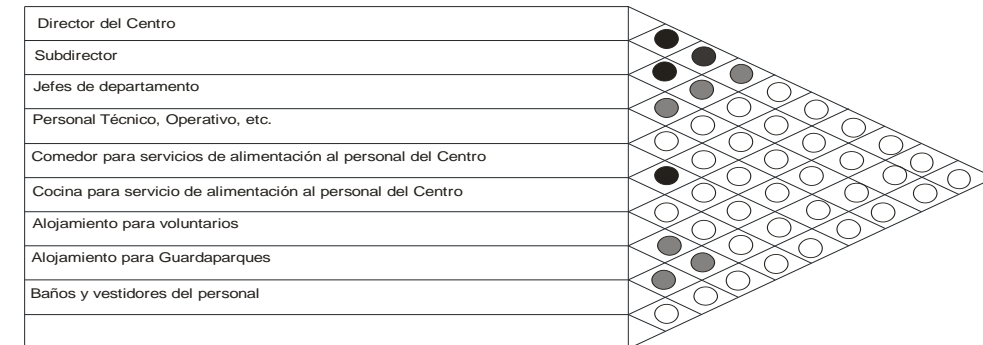 Director del Centro
Subdirector
Jefes de departamento
Personal Técnico, Operativo, etc.
Comedor para servicios de alimentación al personal del Centro
Cocina para servicio de alimentación al personal del Centro
Alojamiento para voluntarios
Alojamiento para Guardaparques
Baños y vestidores del personal